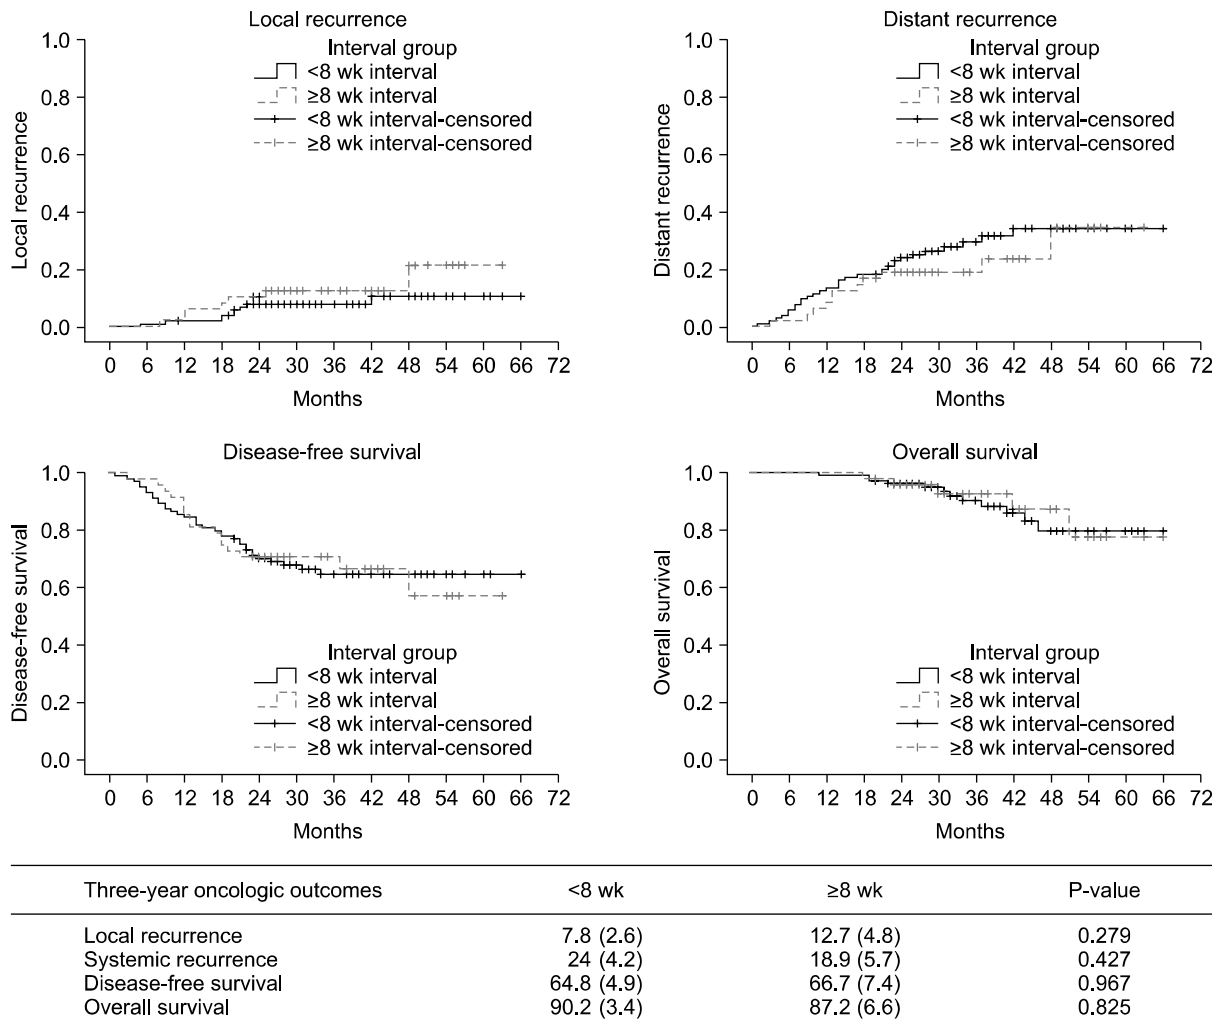 Local recurrence
Interval group
<8 wk interval
≥8 wk interval
<8 wk interval-censored
≥8 wk interval-censored
Local recurrence
1.0
0.8
0.6
0.4
0.2
0.0
0 6 12 18 24 30 36 42 48 54 60 66 72
Months
Distant recurrence
Interval group
<8 wk interval
≥8 wk interval
<8 wk interval-censored
≥8 wk interval-censored
Distant recurrence
1.0
0.8
0.6
0.4
0.2
0.0
0 6 12 18 24 30 36 42 48 54 60 66 72
Months
Disease-free survival
Disease-free survival
1.0
0.8
0.6
0.4
0.2
0.0
Interval group
<8 wk interval
≥8 wk interval
<8 wk interval-censored
≥8 wk interval-censored
0 6 12 18 24 30 36 42 48 54 60 66 72
Months
Overall survival
Overall survival
1.0
0.8
0.6
0.4
0.2
0.0
Interval group
<8 wk interval
≥8 wk interval
<8 wk interval-censored
≥8 wk interval-censored
0 6 12 18 24 30 36 42 48 54 60 66 72
Months
Three-year oncologic outcomes <8 wk ≥8 wk P-value
Local recurrence 7.8 (2.6) 12.7 (4.8) 0.279
Systemic recurrence 24 (4.2) 18.9 (5.7) 0.427
Disease-free survival 64.8 (4.9) 66.7 (7.4) 0.967
Overall survival 90.2 (3.4) 87.2 (6.6) 0.825